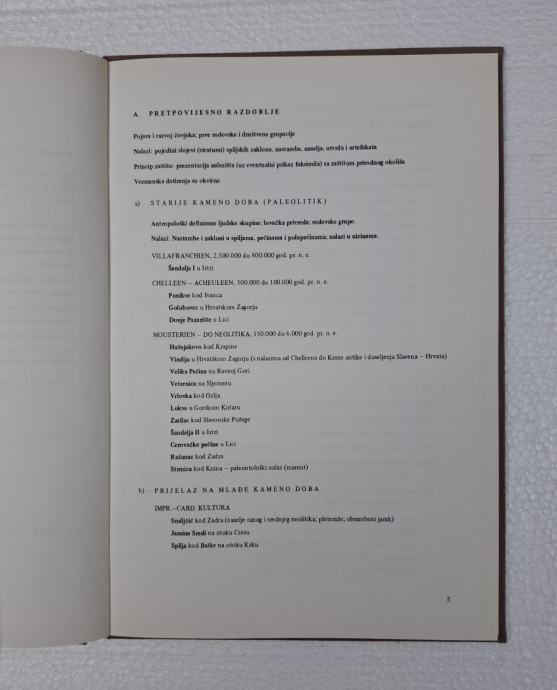 A. PRETPOVIJESNO RAZDOBLJE
Pojava i razvoj čovjeka; prve rodovske i društvene grupacije
Nalazi: pojedini slojevi (stratumi) spiljskih zaklona, nastamba, naselja, utvrda i artefakata
Princip zaštite: prezentacija nalazišta (uz eventualni prikaz faksimila) sa zaštitom prirodnog okoliša
Vremenska datiranja su okvirna
a) STARIJE KAMENO DOBA (PALEOLITIK)
Antropološki definirane ljudske skupine; lovačka privreda; rodovske grupe.
Nalazi: Nastambe i zakloni u spiljama, pećinama i polupećinama; nalazi u nizinama.
VILLAFRANCHIEN, 2,500.000 do 800.000 god. pr. n. e.
Šandalja I u Istri
CHELLEEN – ACHEULEEN, 500.000 do 100.000 god. pr. n. e.
Ponikve kod Ivanca
Golubovec u Hrvatskom Zagorju
Donje Pazarište u Lici
MOUSTERIEN – DO NEOLITIKA, 150.000 do 6.000 god. pr. n. e.
Hušnjakovo kod Krapine
Vindija u Hrvatskom Zagorju (s nalazima od Chelleena do Kasne antike i doseljenja Slavena – Hrvata)
Velika Pećina na Ravnoj Gori
Veternica na Sljemenu
Vrlovka kod Ozlja
Lokve u Gorskom Kotaru
Zarilac kod Slavonske Požege
Šandalja II u Istri
Cerovačke pećine u Lici
Ražanac kod Zadra
Strmica kod Knina – paleontološki nalaz (mamut)
b) PRIJELAZ NA MLAĐE KAMENO DOBA
IMPR.–CARD. KULTURA
Smilčić kod Zadra (naselje ranog i srednjeg neolitika; pleteruše; obrambeni jarak)
Jamina Sredi na otoku Cresu
Spilja kod Baške na otoku Krku
5